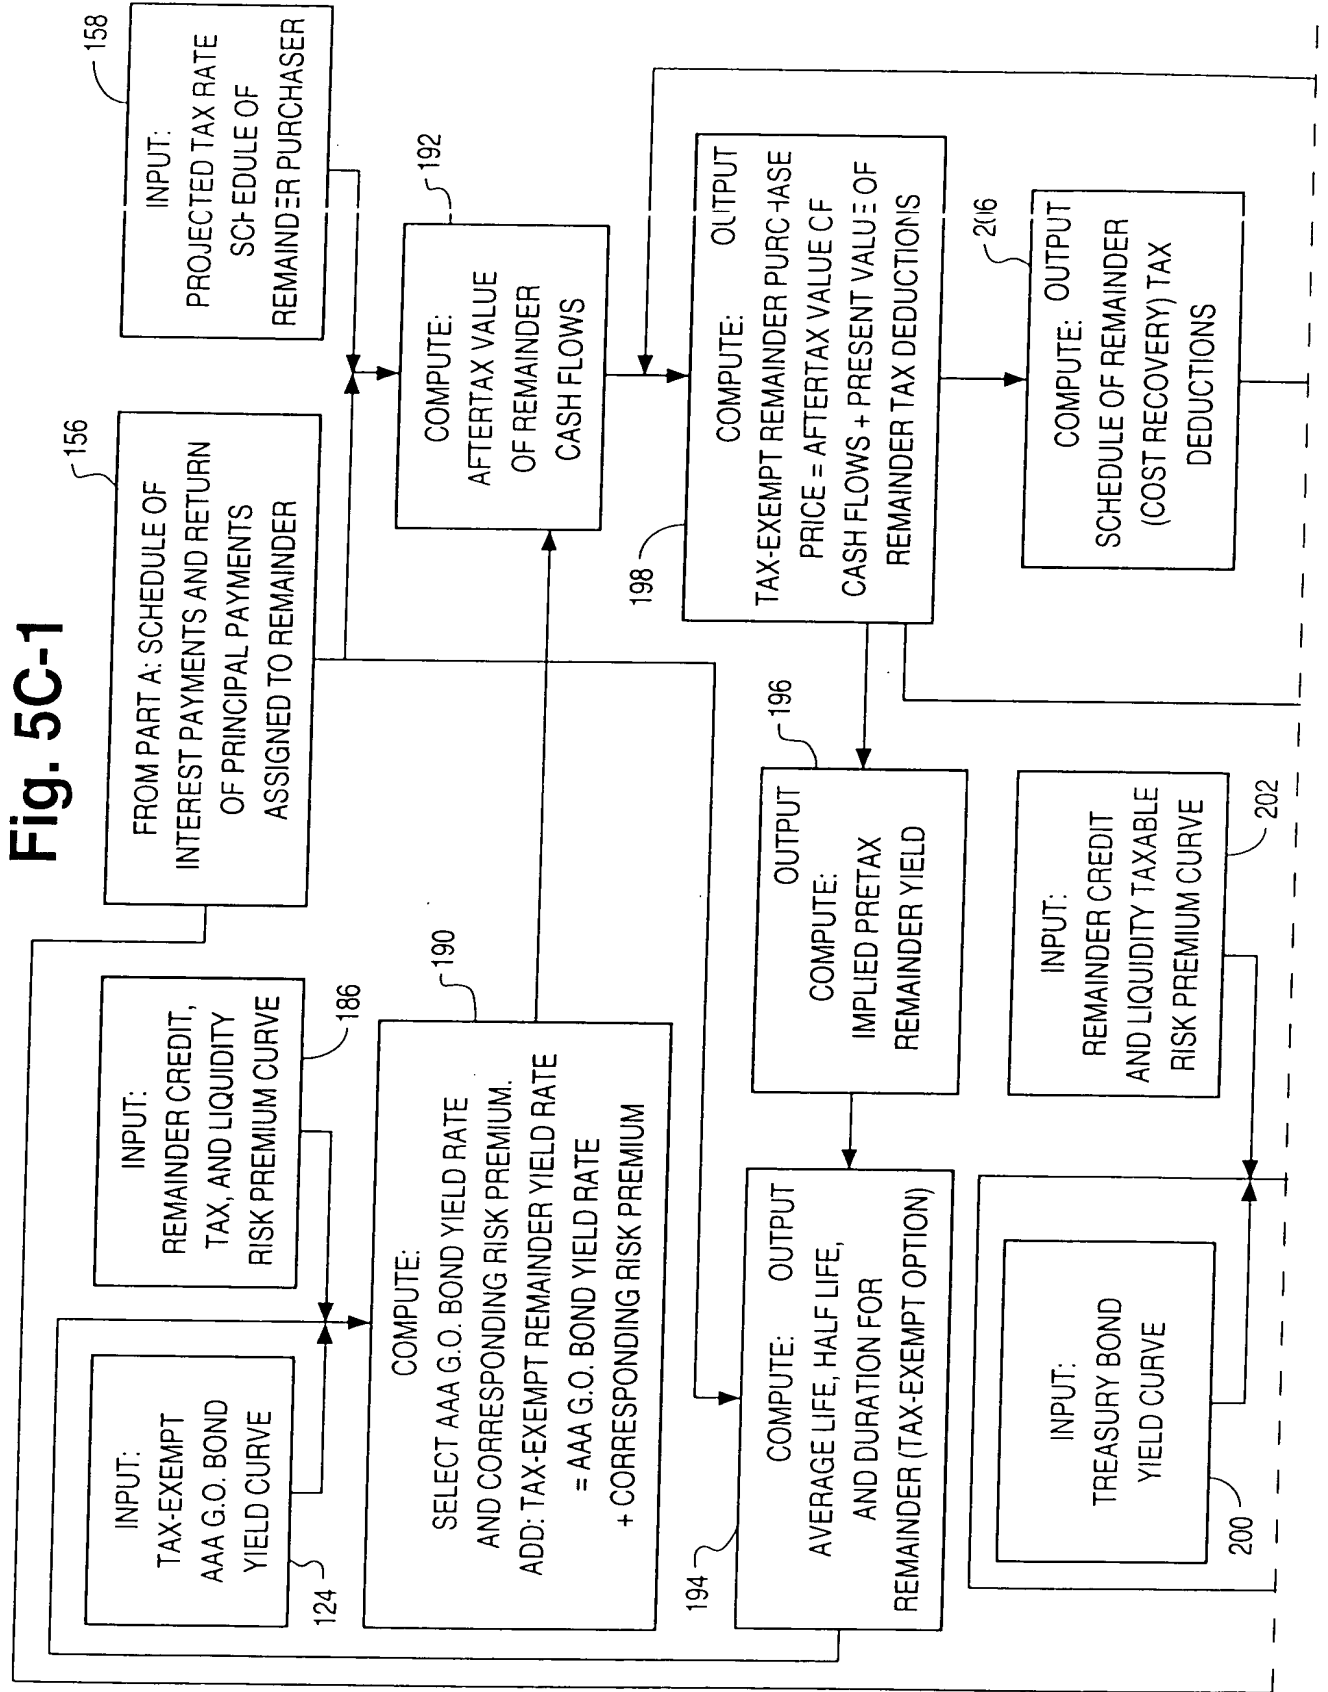 Fig. 5C-1
INPUT:
TAX-EXEMPT
AAA G.O. BOND
YIELD CURVE
124
INPUT:
REMAINDER CREDIT,
TAX, AND LIQUIDITY
RISK PREMIUM CURVE
186
FROM PART A: SCHEDULE OF
INTEREST PAYMENTS AND RETURN
OF PRINCIPAL PAYMENTS
ASSIGNED TO REMAINDER
156
INPUT:
PROJECTED TAX RATE
SCHEDULE OF
REMAINDER PURCHASER
158
COMPUTE:
SELECT AAA G.O. BOND YIELD RATE
AND CORRESPONDING RISK PREMIUM.
ADD: TAX-EXEMPT REMAINDER YIELD RATE
= AAA G.O. BOND YIELD RATE
+ CORRESPONDING RISK PREMIUM
190
COMPUTE:
AFTERTAX VALUE
OF REMAINDER
CASH FLOWS
192
COMPUTE: OUTPUT
AVERAGE LIFE, HALF LIFE,
AND DURATION FOR
REMAINDER (TAX-EXEMPT OPTION)
194
OUTPUT
COMPUTE:
IMPLIED PRETAX
REMAINDER YIELD
196
COMPUTE: OUTPUT
TAX-EXEMPT REMAINDER PURCHASE
PRICE = AFTERTAX VALUE OF
CASH FLOWS + PRESENT VALUE OF
REMAINDER TAX DEDUCTIONS
198
INPUT:
TREASURY BOND
YIELD CURVE
200
INPUT:
REMAINDER CREDIT
AND LIQUIDITY TAXABLE
RISK PREMIUM CURVE
202
COMPUTE: OUTPUT
SCHEDULE OF REMAINDER
(COST RECOVERY) TAX
DEDUCTIONS
206